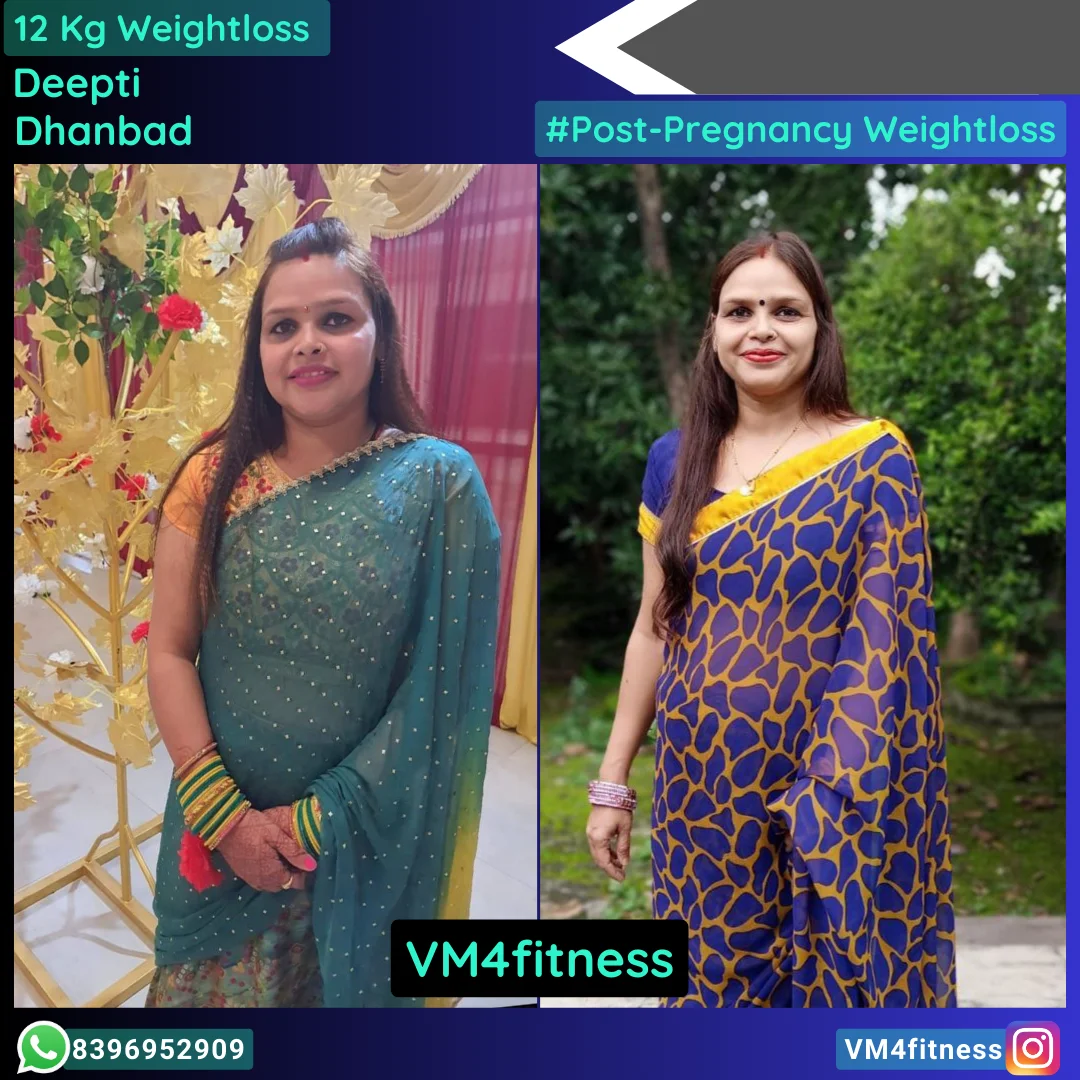 12 Kg Weightloss
Deepti
Dhanbad
#Post-Pregnancy Weightloss
VM4fitness
8396952909
VM4fitness